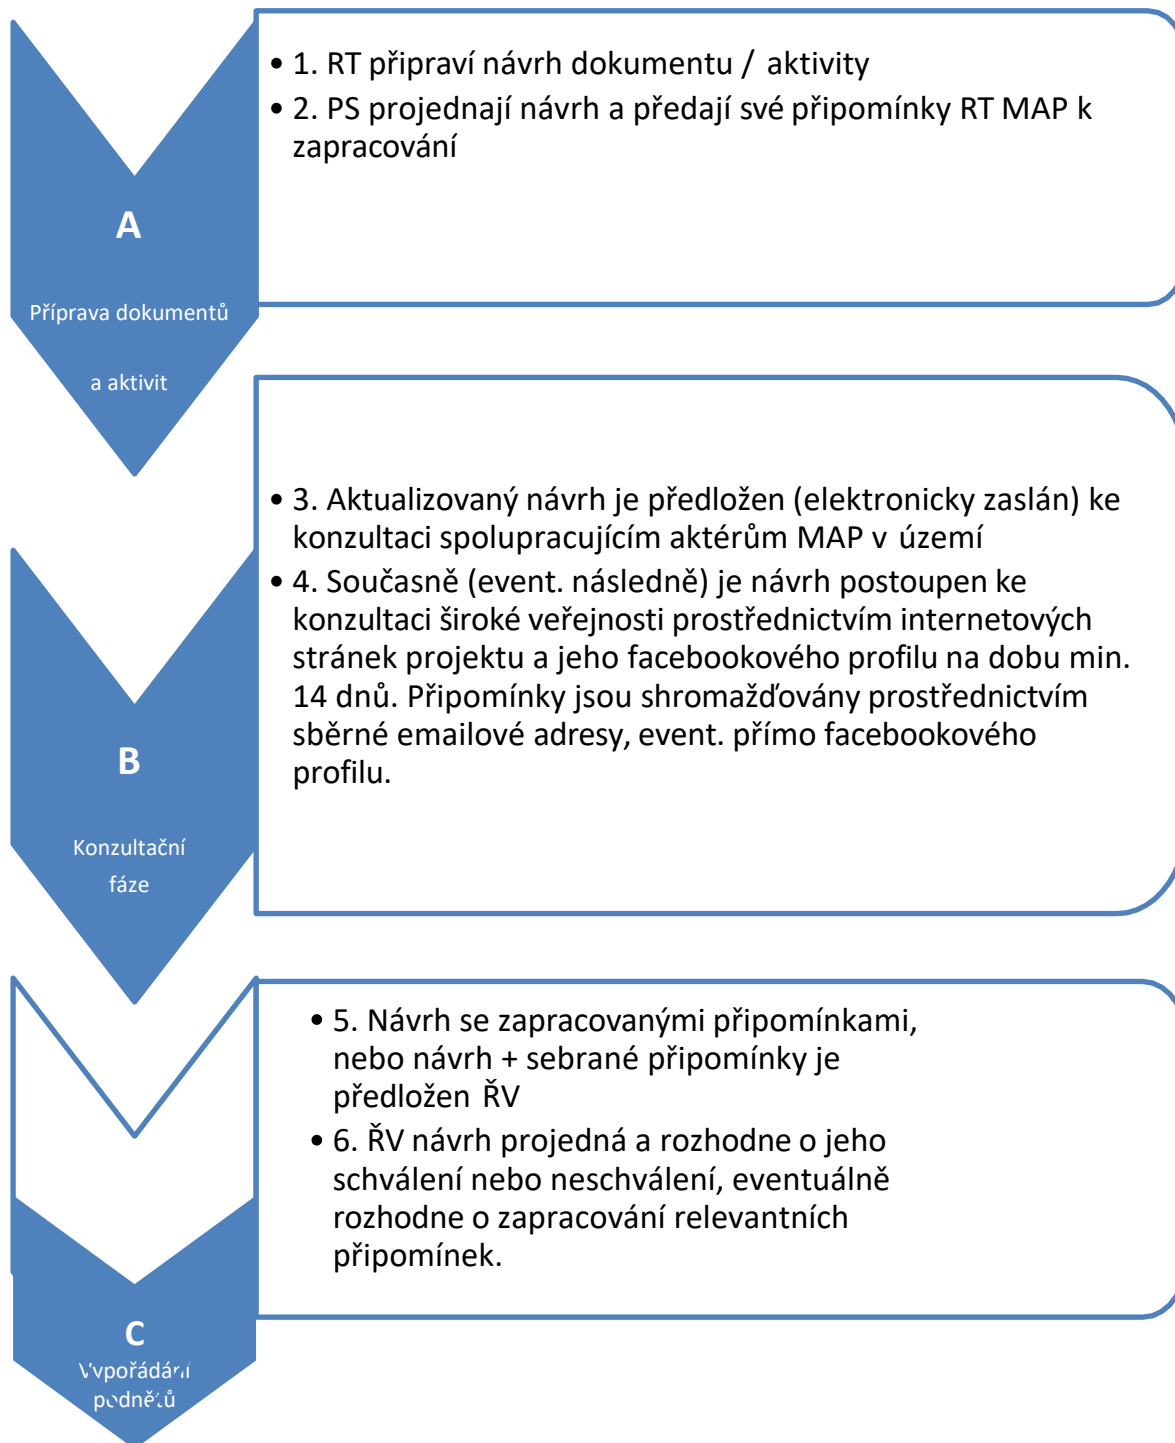 A
Příprava dokumentů
a aktivit
• 1. RT připraví návrh dokumentu / aktivity
• 2. PS projednají návrh a předají své připomínky RT MAP k
zapracování
B
Konzultační
fáze
• 3. Aktualizovaný návrh je předložen (elektronicky zaslán) ke
konzultaci spolupracujícím aktérům MAP v území
• 4. Současně (event. následně) je návrh postoupen ke
konzultaci široké veřejnosti prostřednictvím internetových
stránek projektu a jeho facebookového profilu na dobu min.
14 dnů. Připomínky jsou shromažďovány prostřednictvím
sběrné emailové adresy, event. přímo facebookového
profilu.
C
Vypořádání
podnětů
• 5. Návrh se zapracovanými připomínkami,
nebo návrh + sebrané připomínky je
předložen ŘV
• 6. ŘV návrh projedná a rozhodne o jeho
schválení nebo neschválení, eventuálně
rozhodne o zapracování relevantních
připomínek.